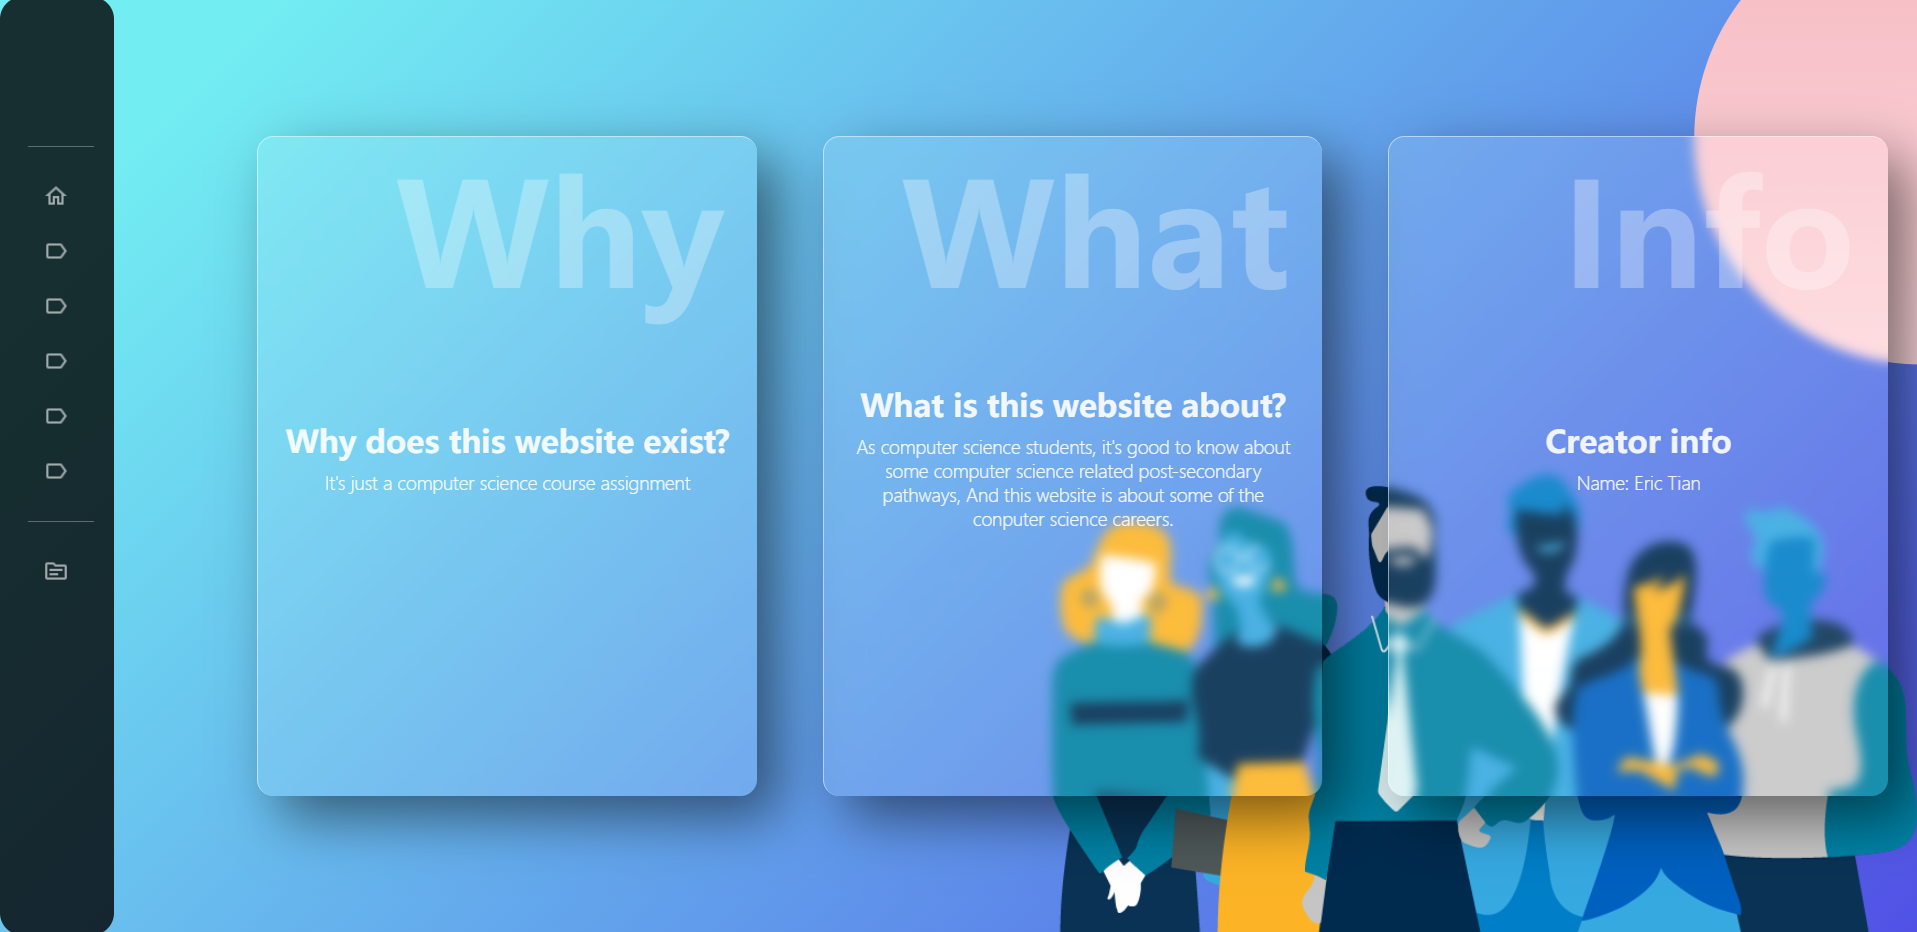 Why
Why does this website exist?
It's just a computer science course assignment
What
What is this website about?
As computer science students, it's good to know about
some computer science related post-secondary
pathways, And this website is about some of the
conputer science careers.
Info
Creator info
Name: Eric Tian